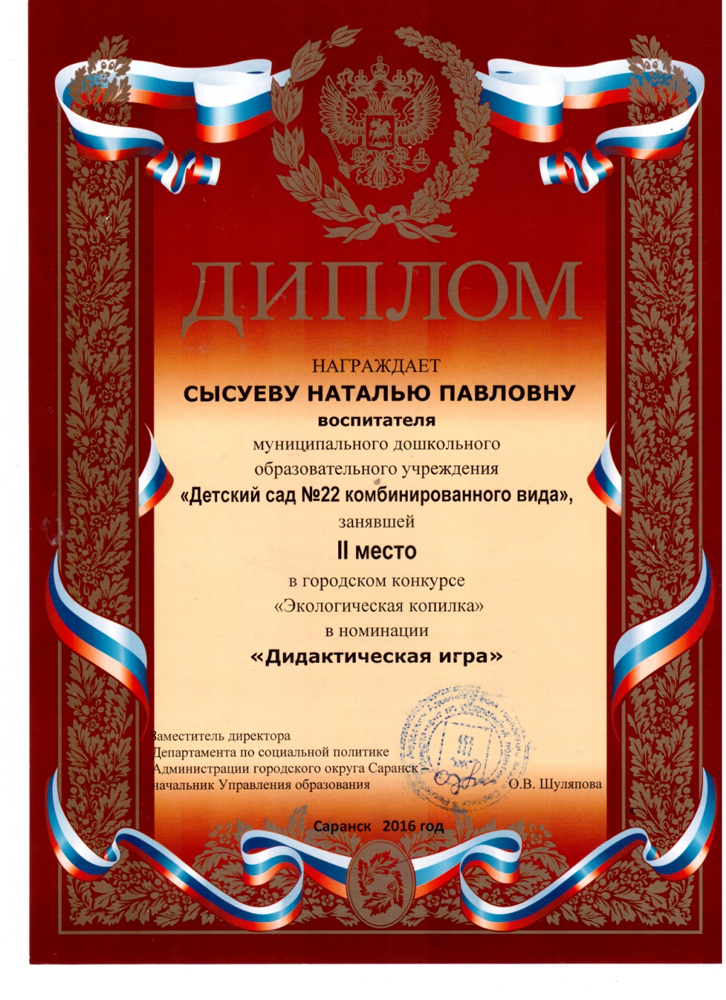 ДИПЛОМ
НАГРАЖДАЕТ
СЫСУЕВУ НАТАЛЬЮ ПАВЛОВНУ
воспитателя
муниципального дошкольного
образовательного учреждения
«Детский сад №22 комбинированного вида»,
занявшей
II место
в городском конкурсе
«Экологическая копилка»
в номинации
«Дидактическая игра»
Заместитель директора
Департамента по социальной политике
Администрации городского округа Саранск –
начальник Управления образования
О.В. Шуляпова
Саранск 2016 год